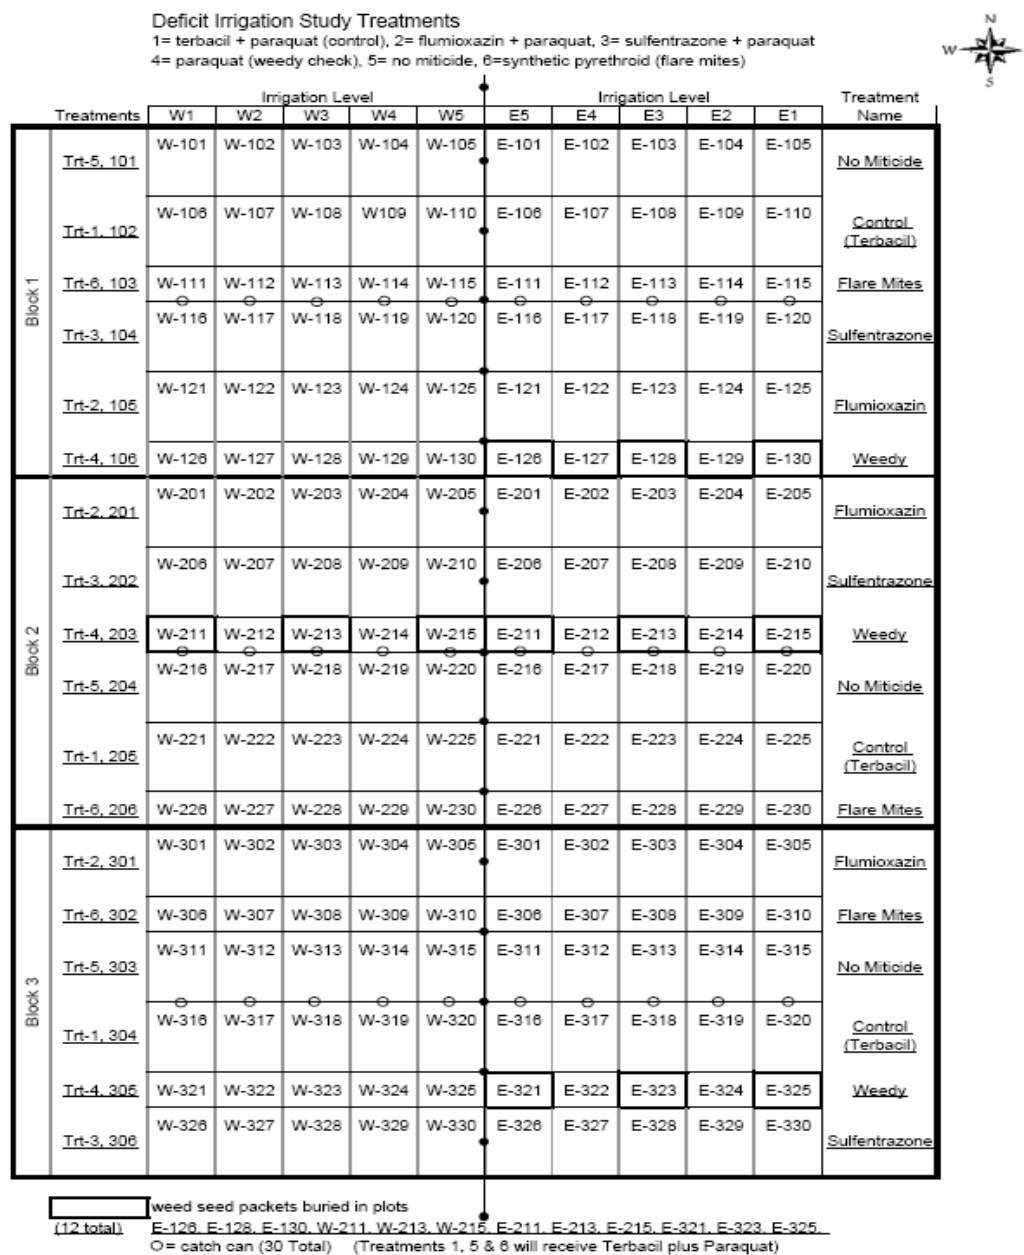 Deficit Irrigation Study Treatments
1= terbacil + paraquat (control), 2= flumioxazin + paraquat, 3= sulfentrazone + paraquat
4= paraquat (weedy check), 5= no miticide, 6=synthetic pyrethroid (flare mites)
N
W
S
Irrigation Level Irrigation Level Treatment
Treatments W1 W2 W3 W4 W5 E5 E4 E3 E2 E1 Name
Block 1
W-101 W-102 W-103 W-104 W-105 E-101 E-102 E-103 E-104 E-105
Trt-5, 101 No Miticide
W-106 W-107 W-108 W109 W-110 E-106 E-107 E-108 E-109 E-110
Trt-1, 102 Control (Terbacil)
Trt-6, 103 W-111 W-112 W-113 W-114 W-115 E-111 E-112 E-113 E-114 E-115 Flare Mites
W-116 W-117 W-118 W-119 W-120 E-116 E-117 E-118 E-119 E-120
Trt-3, 104 Sulfentrazone
W-121 W-122 W-123 W-124 W-125 E-121 E-122 E-123 E-124 E-125
Trt-2, 105 Flumioxazin
Trt-4, 106 W-126 W-127 W-128 W-129 W-130 E-126 E-127 E-128 E-129 E-130 Weedy
Block 2
W-201 W-202 W-203 W-204 W-205 E-201 E-202 E-203 E-204 E-205
Trt-2, 201 Flumioxazin
W-206 W-207 W-208 W-209 W-210 E-206 E-207 E-208 E-209 E-210
Trt-3, 202 Sulfentrazone
Trt-4, 203 W-211 W-212 W-213 W-214 W-215 E-211 E-212 E-213 E-214 E-215 Weedy
W-216 W-217 W-218 W-219 W-220 E-216 E-217 E-218 E-219 E-220
Trt-5, 204 No Miticide
W-221 W-222 W-223 W-224 W-225 E-221 E-222 E-223 E-224 E-225
Trt-1, 205 Control (Terbacil)
Trt-6, 206 W-226 W-227 W-228 W-229 W-230 E-226 E-227 E-228 E-229 E-230 Flare Mites
Block 3
W-301 W-302 W-303 W-304 W-305 E-301 E-302 E-303 E-304 E-305
Trt-2, 301 Flumioxazin
Trt-6, 302 W-306 W-307 W-308 W-309 W-310 E-306 E-307 E-308 E-309 E-310 Flare Mites
W-311 W-312 W-313 W-314 W-315 E-311 E-312 E-313 E-314 E-315
Trt-5, 303 No Miticide
W-316 W-317 W-318 W-319 W-320 E-316 E-317 E-318 E-319 E-320
Trt-1, 304 Control (Terbacil)
Trt-4, 305 W-321 W-322 W-323 W-324 W-325 E-321 E-322 E-323 E-324 E-325 Weedy
W-326 W-327 W-328 W-329 W-330 E-326 E-327 E-328 E-329 E-330
Trt-3, 306 Sulfentrazone
weed seed packets buried in plots
(12 total) E-126, E-128, E-130, W-211, W-213, W-215, E-211, E-213, E-215, E-321, E-323, E-325.
O= catch can (30 Total) (Treatments 1, 5 & 6 will receive Terbacil plus Paraquat)